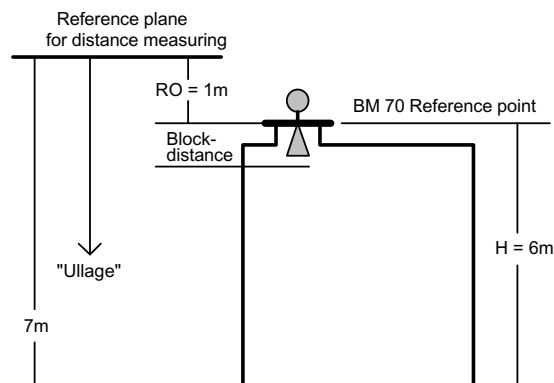 Reference plane
for distance measuring
RO = 1m
BM 70 Reference point
Block-
distance
H = 6m
"Ullage"
7m